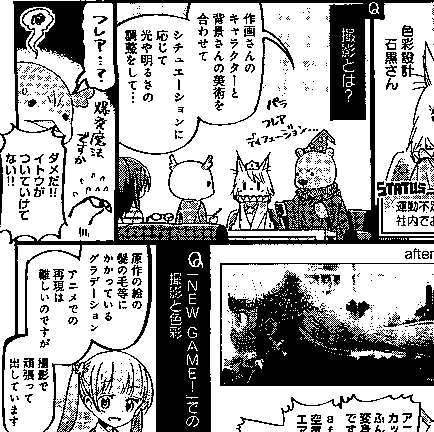 色彩設計
石黒さん
STATUS
運動不足
社内で
Q
撮影とは?
作画さんの
キャラクターと
背景さんの美術を
合わせて
シチュエーションに
応じて
光や明るさの
調整をして…
パラ
フレア
ディフュージョン…
フレア…?
爆発魔法
ですか
ダメだ!!
イトウが
ついていけて
ない!!
after
Q
「NEW GAME!」での
撮影と色彩
原作の絵の
髪の毛等に
かかっている
グラデーション
アニメでの
再現は
難しいのですが
撮影で
頑張って
出しています